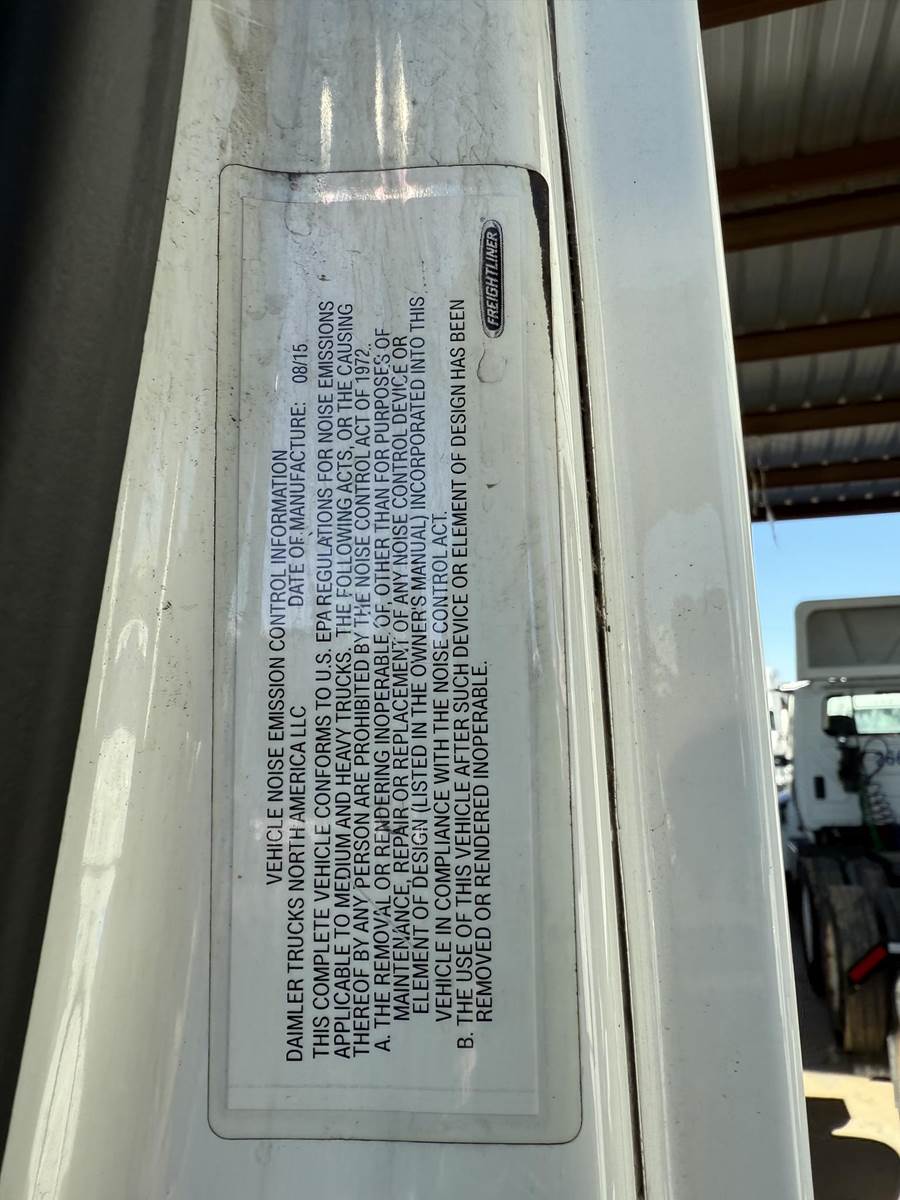 VEHICLE NOISE EMISSION CONTROL INFORMATION
DAIMLER TRUCKS NORTH AMERICA LLC DATE OF MANUFACTURE: 08/15
THIS COMPLETE VEHICLE CONFORMS TO U.S. EPA REGULATIONS FOR NOISE EMISSIONS
APPLICABLE TO MEDIUM AND HEAVY TRUCKS. THE FOLLOWING ACTS, OR THE CAUSING
THEREOF BY ANY PERSON ARE PROHIBITED BY THE NOISE CONTROL ACT OF 1972.
A. THE REMOVAL OR RENDERING INOPERABLE OF, OTHER THAN FOR PURPOSES OF
MAINTENANCE, REPAIR OR REPLACEMENT OF ANY NOISE CONTROL DEVICE OR
ELEMENT OF DESIGN (LISTED IN THE OWNER'S MANUAL) INCORPORATED INTO THIS
VEHICLE IN COMPLIANCE WITH THE NOISE CONTROL ACT.
B. THE USE OF THIS VEHICLE AFTER SUCH DEVICE OR ELEMENT OF DESIGN HAS BEEN
REMOVED OR RENDERED INOPERABLE.
FREIGHTLINER